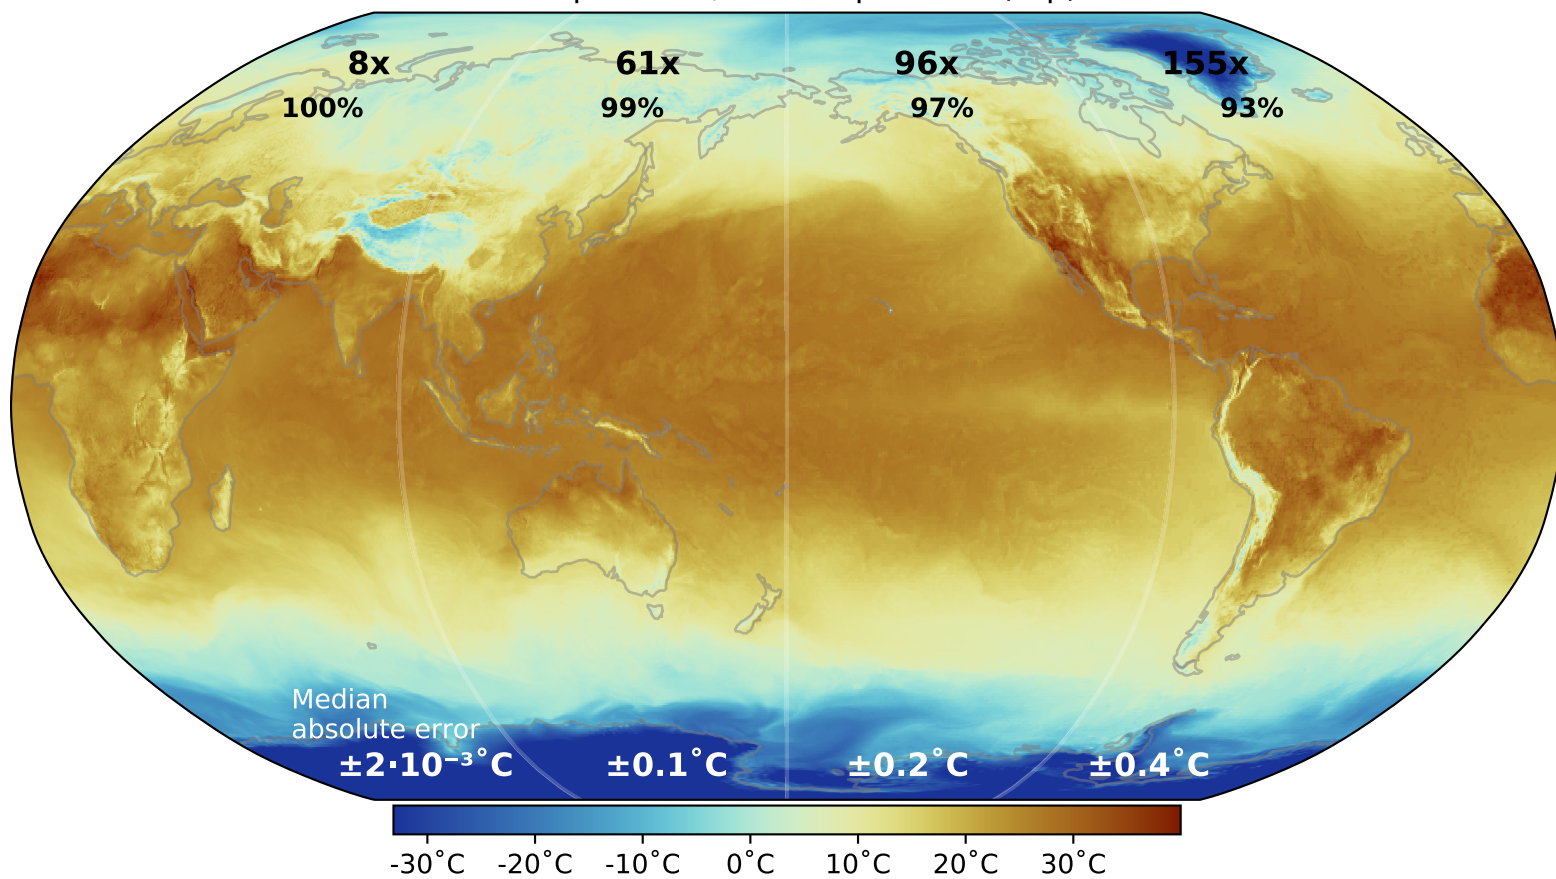 8x 61x 96x 155x
100% 99% 97% 93%
Median
absolute error
±2·10⁻³˚C ±0.1˚C ±0.2˚C ±0.4˚C
-30˚C -20˚C -10˚C 0˚C 10˚C 20˚C 30˚C